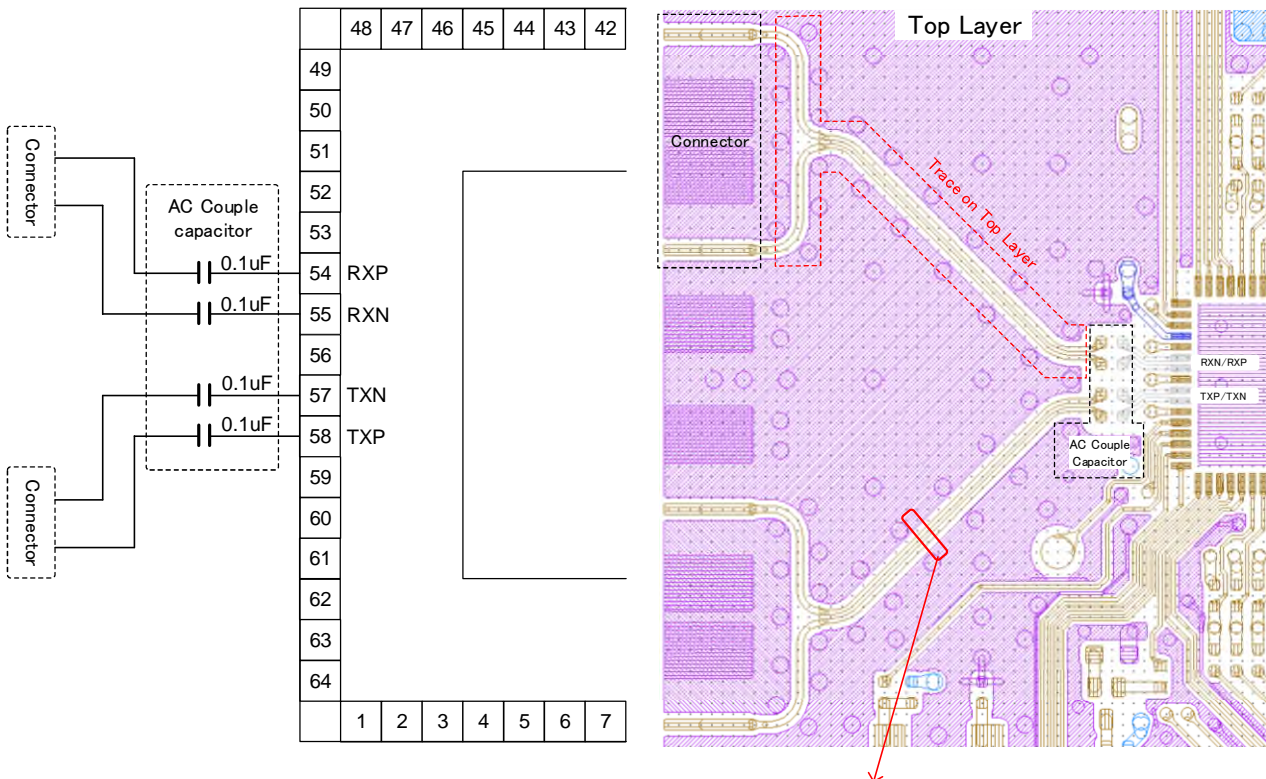 48 47 46 45 44 43 42
49
50
51
52
53
54 RXP
55 RXN
56
57 TXN
58 TXP
59
60
61
62
63
64
1 2 3 4 5 6 7
Connector
Connector
AC Couple
capacitor
0.1uF
0.1uF
0.1uF
0.1uF
Top Layer
Connector
Trace on Top Layer
RXN/RXP
TXP/TXN
AC Couple
Capacitor